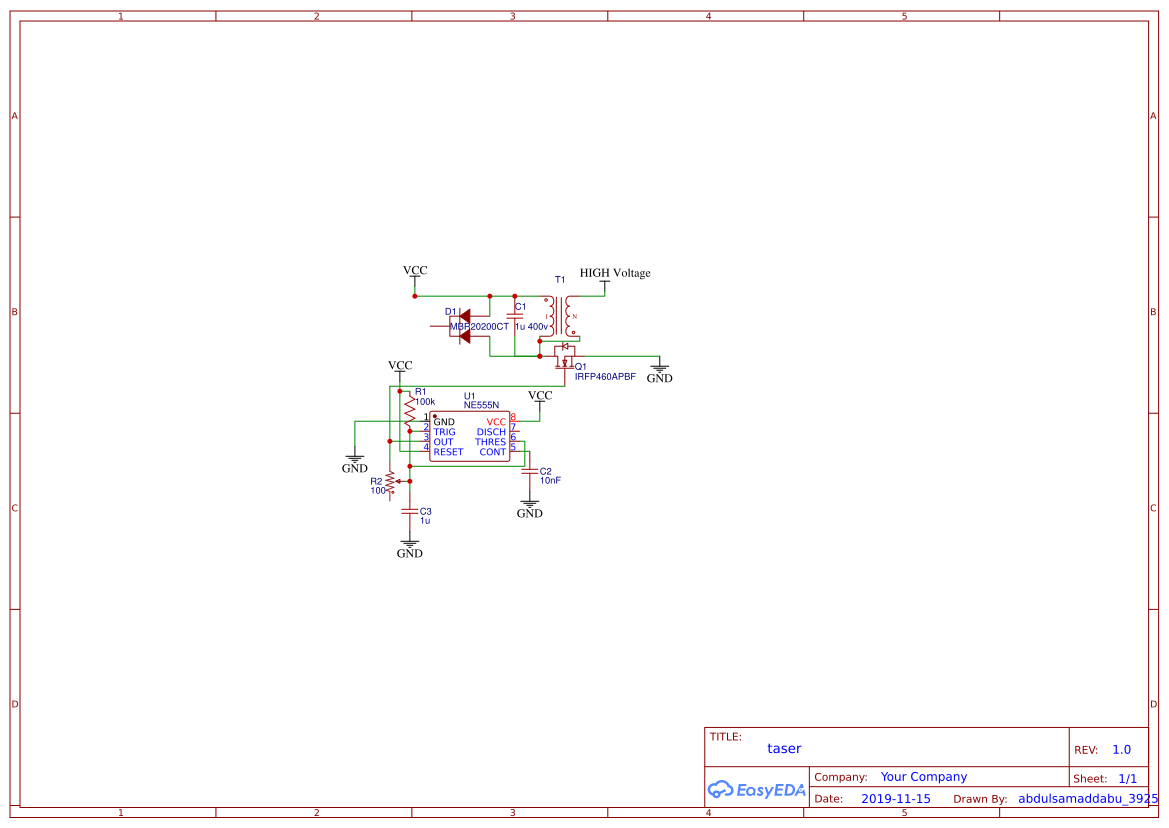 1 2 3 4 5
A A
VCC
T1
HIGH Voltage
C1
1u 400v
D1
MBR20200CT
B B
Q1
IRFP460APBF
GND
VCC
R1
100k
U1
NE555N
VCC
1 GND VCC 8
2 TRIG DISCH 7
3 OUT THRES 6
4 RESET CONT 5
GND
R2
100
C2
10nF
GND
C C
C3
1u
GND
D D
TITLE:
taser
REV: 1.0
EasyEDA
Company: Your Company
Sheet: 1/1
Date: 2019-11-15 Drawn By: abdulsamaddabu_3925
1 2 3 4 5